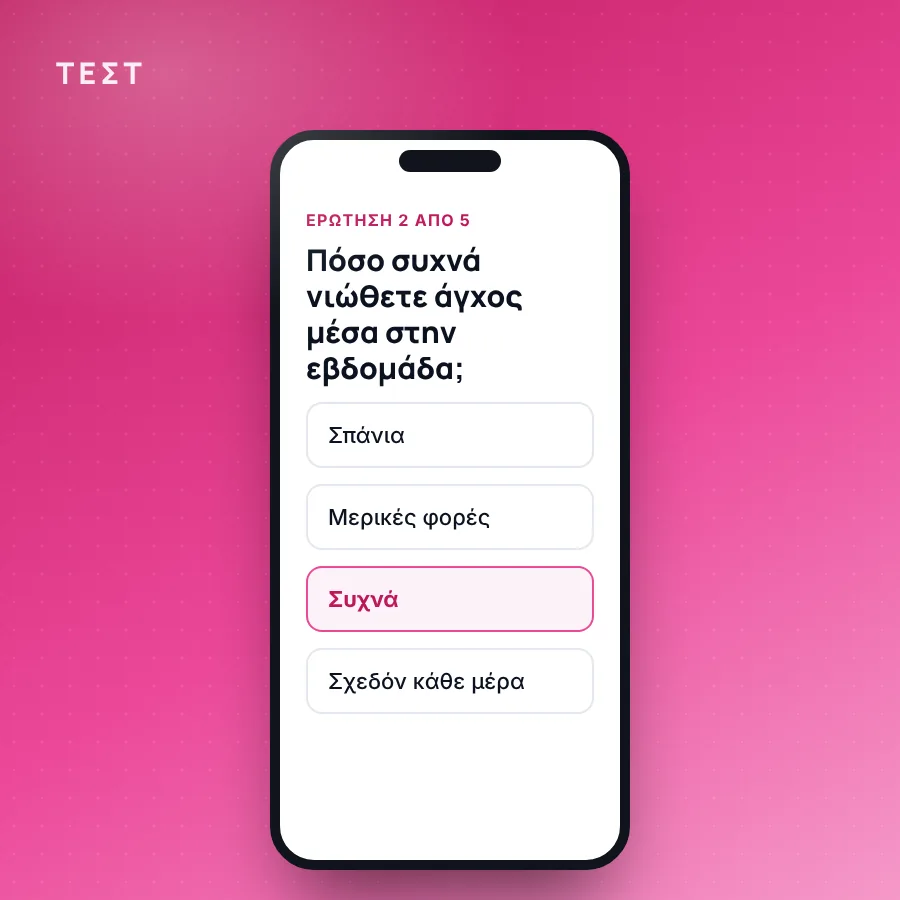 ΤΕΣΤ
ΕΡΩΤΗΣΗ 2 ΑΠΟ 5
Πόσο συχνά
νιώθετε άγχος
μέσα στην
εβδομάδα;
Σπάνια
Μερικές φορές
Συχνά
Σχεδόν κάθε μέρα